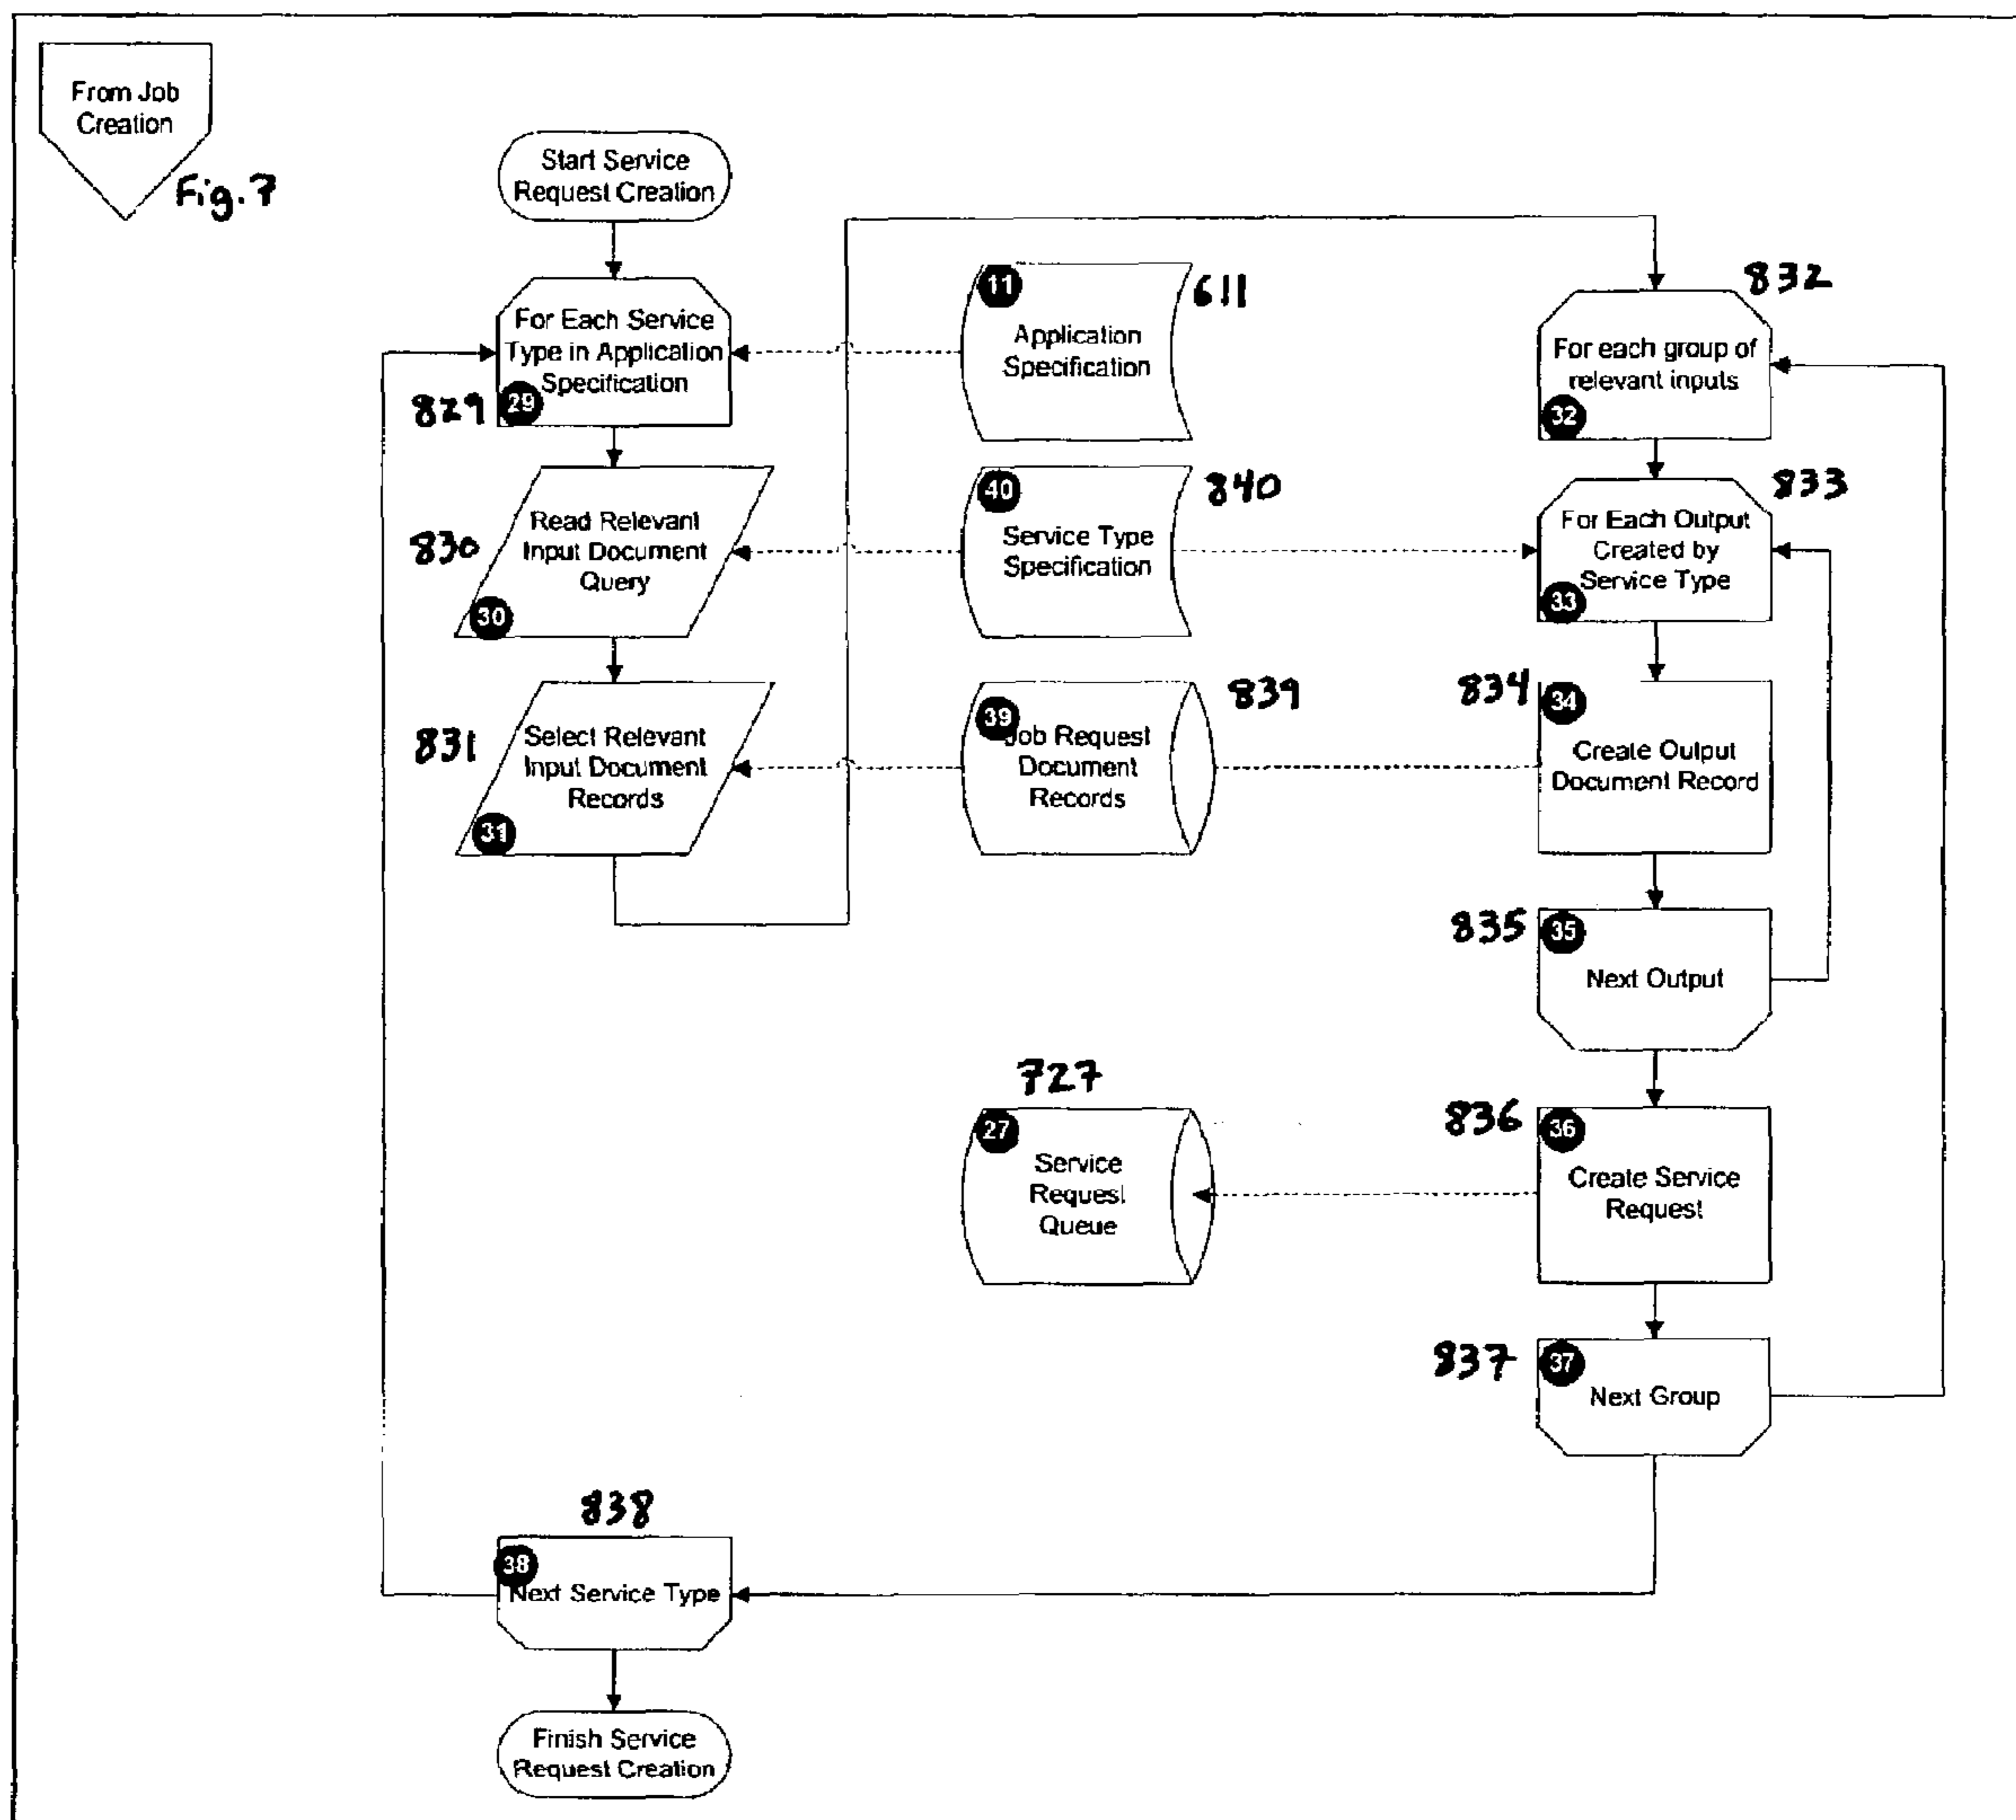 From Job
Creation
Fig. 7
Start Service
Request Creation
For Each Service
Type in Application
Specification
829
29
11
611
Application
Specification
832
For each group of
relevant inputs
32
Read Relevant
Input Document
Query
830
30
40
840
Service Type
Specification
833
For Each Output
Created by
Service Type
33
831
Select Relevant
Input Document
Records
31
39
839
Job Request
Document
Records
834
34
Create Output
Document Record
835
35
Next Output
727
27
Service
Request
Queue
836
36
Create Service
Request
837
37
Next Group
838
38
Next Service Type
Finish Service
Request Creation